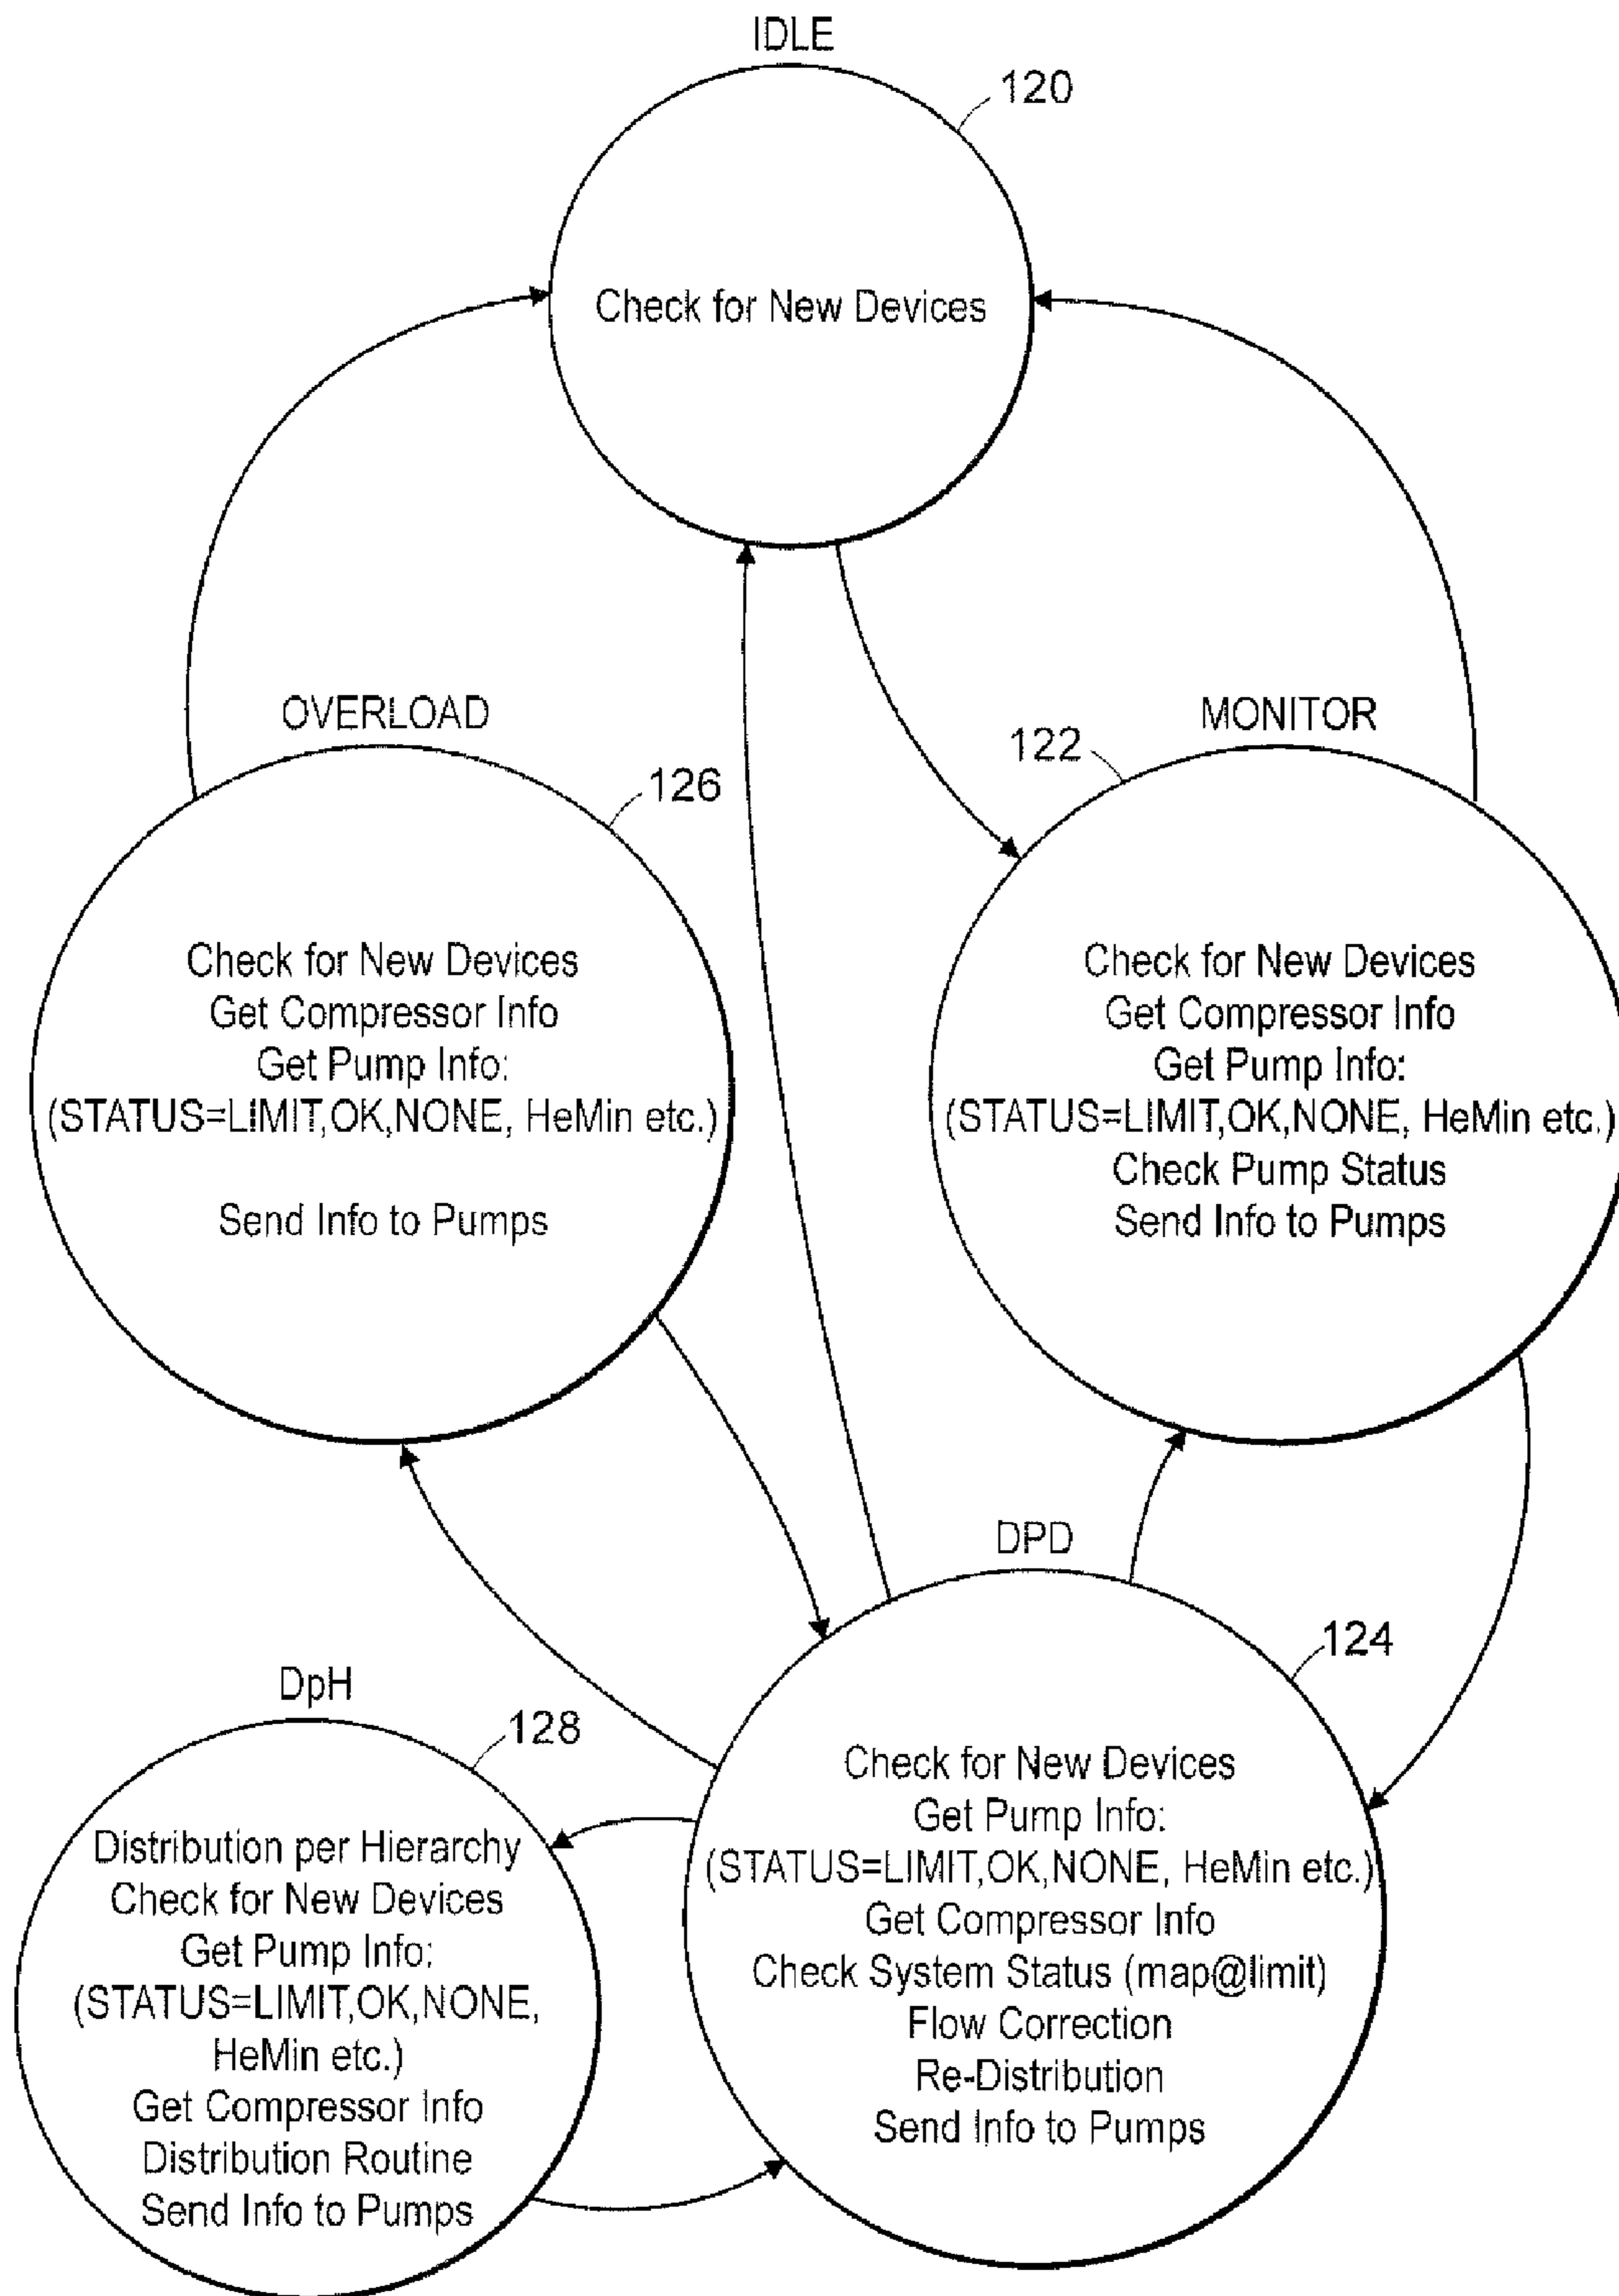 IDLE
120
Check for New Devices
OVERLOAD
126
Check for New Devices
Get Compressor Info
Get Pump Info:
(STATUS=LIMIT,OK,NONE, HeMin etc.)
Send Info to Pumps
MONITOR
122
Check for New Devices
Get Compressor Info
Get Pump Info:
(STATUS=LIMIT,OK,NONE, HeMin etc.)
Check Pump Status
Send Info to Pumps
DPD
124
Check for New Devices
Get Pump Info:
(STATUS=LIMIT,OK,NONE, HeMin etc.)
Get Compressor Info
Check System Status (map@limit)
Flow Correction
Re-Distribution
Send Info to Pumps
DpH
128
Distribution per Hierarchy
Check for New Devices
Get Pump Info:
(STATUS=LIMIT,OK,NONE,
HeMin etc.)
Get Compressor Info
Distribution Routine
Send Info to Pumps